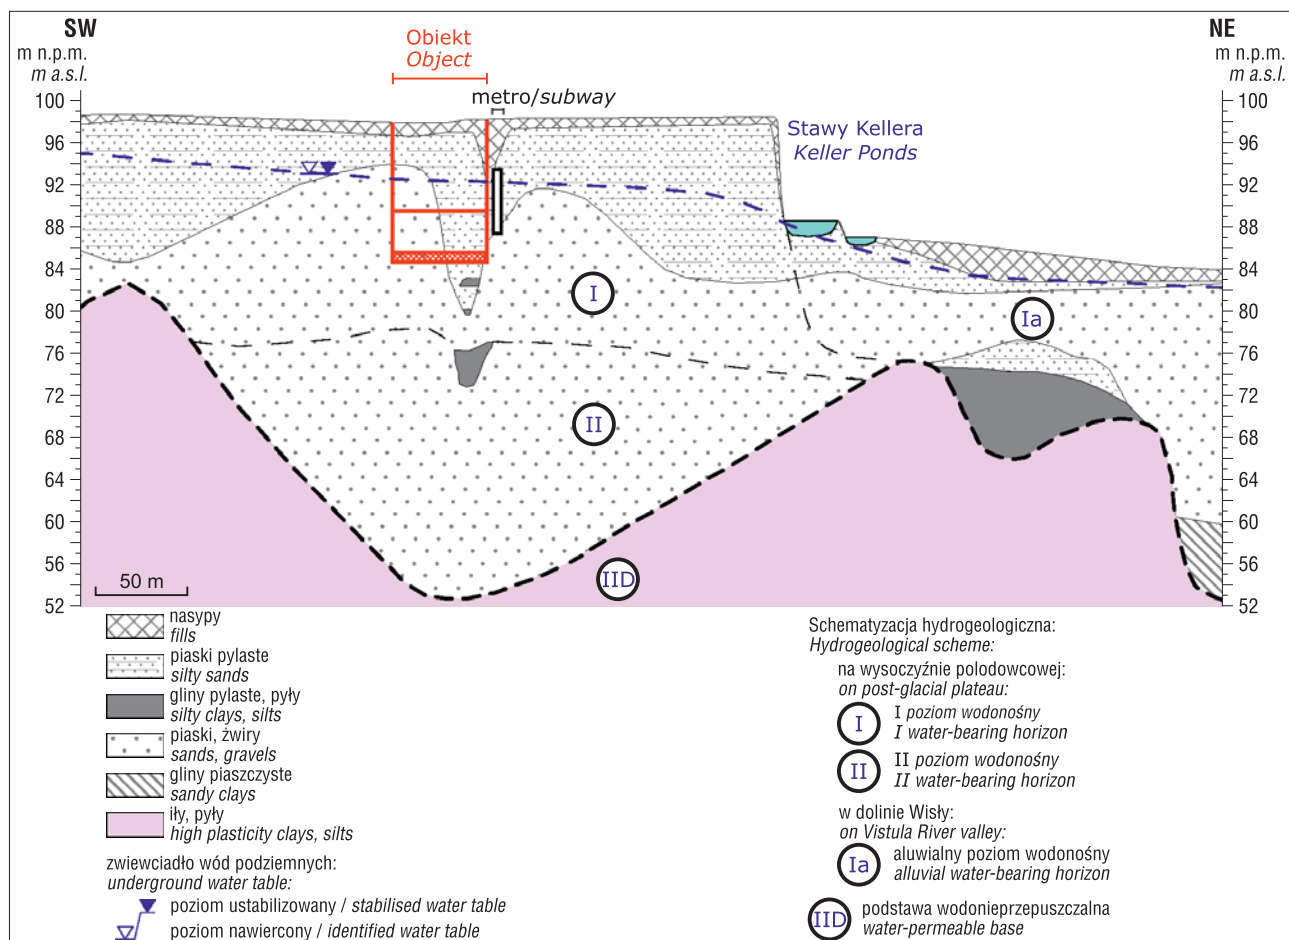 SW
NE
m n.p.m.
m a.s.l.
m n.p.m.
m a.s.l.
Obiekt
Object
metro/subway
Stawy Kellera
Keller Ponds
100
96
92
88
84
80
76
72
68
64
60
56
52
100
96
92
88
84
80
76
72
68
64
60
56
52
I
Ia
II
IID
50 m
nasypy
fills
piaski pylaste
silty sands
gliny pylaste, pyły
silty clays, silts
piaski, żwiry
sands, gravels
gliny piaszczyste
sandy clays
iły, pyły
high plasticity clays, silts
zwiewciadło wód podziemnych:
underground water table:
poziom ustabilizowany / stabilised water table
poziom nawiercony / identified water table
Schematyzacja hydrogeologiczna:
Hydrogeological scheme:
na wysoczyźnie polodowcowej:
on post-glacial plateau:
I
I poziom wodonośny
I water-bearing horizon
II
II poziom wodonośny
II water-bearing horizon
w dolinie Wisły:
on Vistula River valley:
Ia
aluwialny poziom wodonośny
alluvial water-bearing horizon
IID
podstawa wodonieprzepuszczalna
water-permeable base